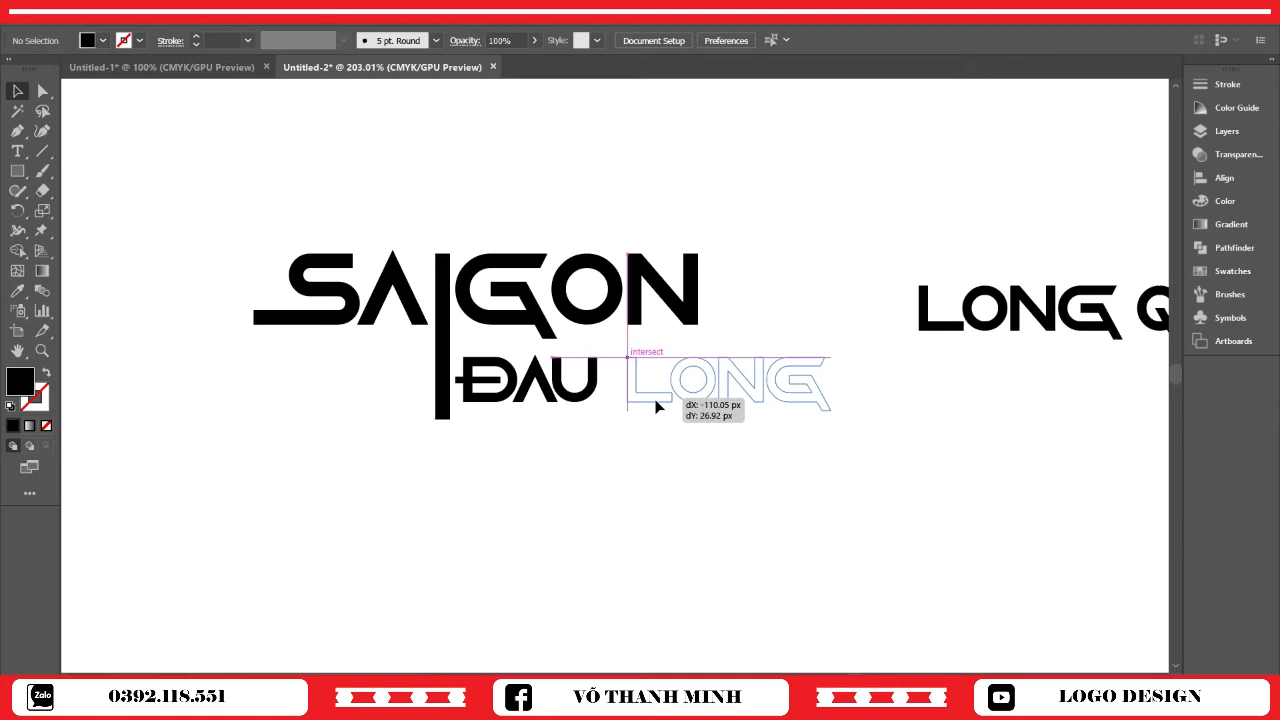 No Selection
Stroke:
5 pt. Round
Opacity: 100%
Style:
Document Setup
Preferences
Untitled-1* @ 100% (CMYK/GPU Preview)
Untitled-2* @ 203.01% (CMYK/GPU Preview)
Stroke
Color Guide
Layers
Transparen...
Align
Color
Gradient
Pathfinder
Swatches
Brushes
Symbols
Artboards
SAIGON
ĐAU LONG
LONG Q
intersect
dX: -110.05 px
dY: 26.92 px
Zalo
0392.118.551
VÕ THANH MINH
LOGO DESIGN